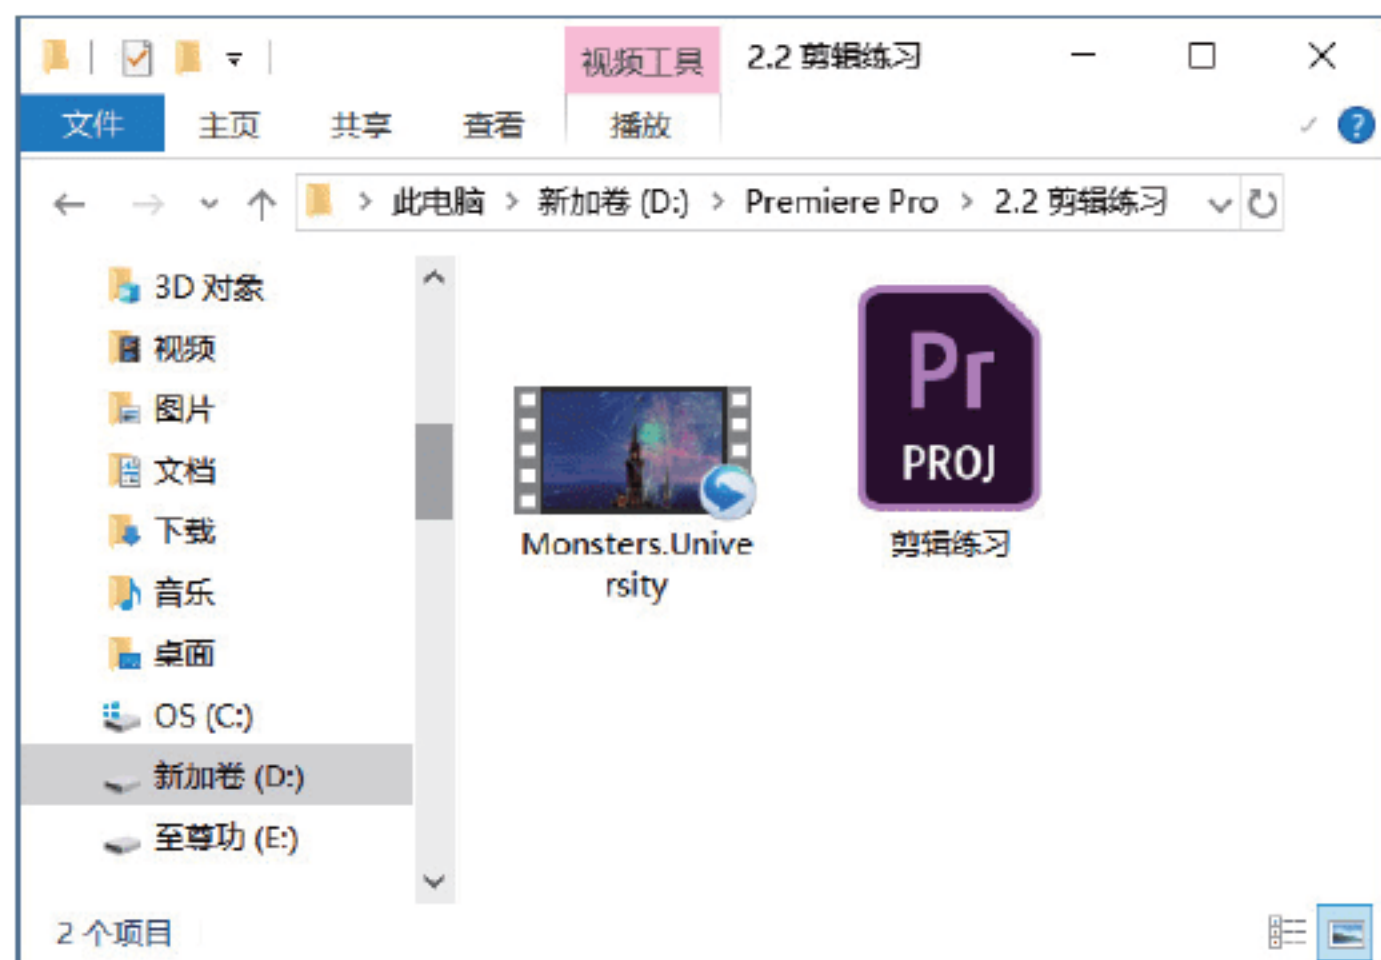 视频工具
2.2 剪辑练习
文件 主页 共享 查看 播放
此电脑 > 新加卷 (D:) > Premiere Pro > 2.2 剪辑练习
3D 对象
视频
图片
文档
下载
音乐
桌面
OS (C:)
新加卷 (D:)
至尊功 (E:)
Monsters.Unive
rsity
Pr
PROJ
剪辑练习
2 个项目